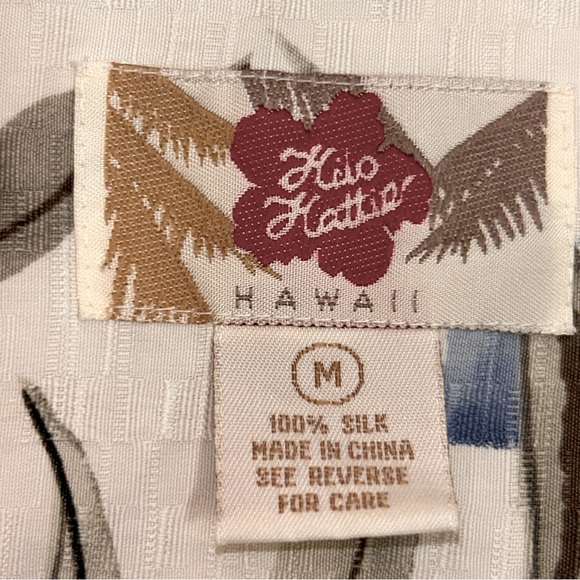 Hilo
Hattie
HAWAII
M
100% SILK
MADE IN CHINA
SEE REVERSE
FOR CARE